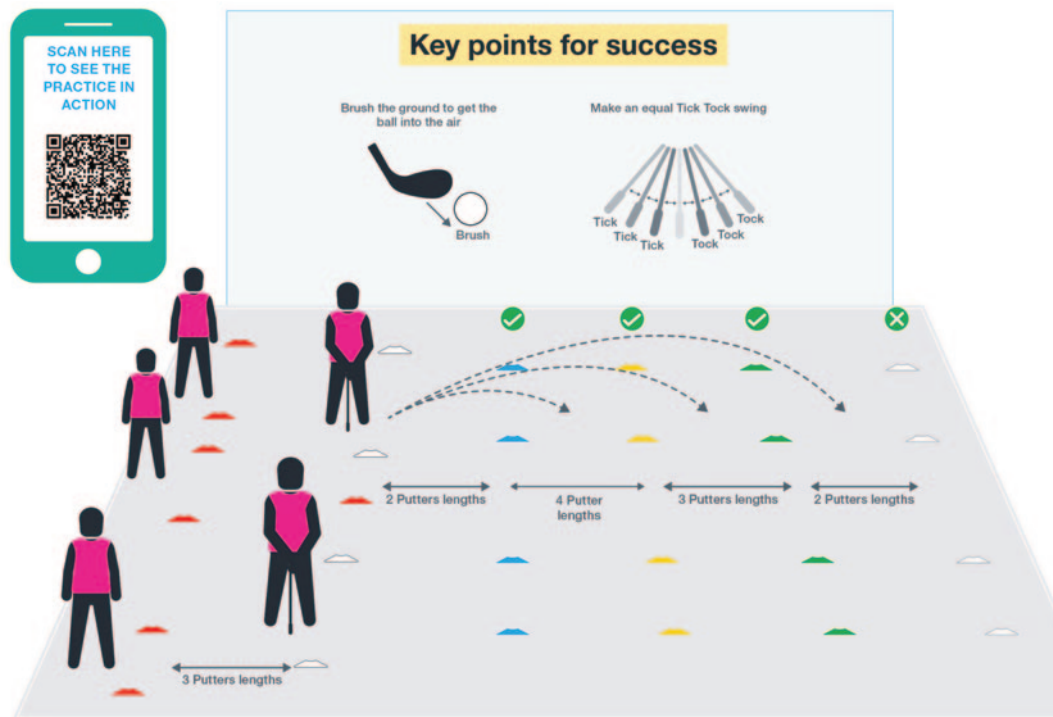 SCAN HERE
TO SEE THE
PRACTICE IN
ACTION
Key points for success
Brush the ground to get the
ball into the air
Brush
Make an equal Tick Tock swing
Tick
Tick
Tick
Tock
Tock
Tock
2 Putters lengths
4 Putter
lengths
3 Putters lengths
2 Putters lengths
3 Putters lengths